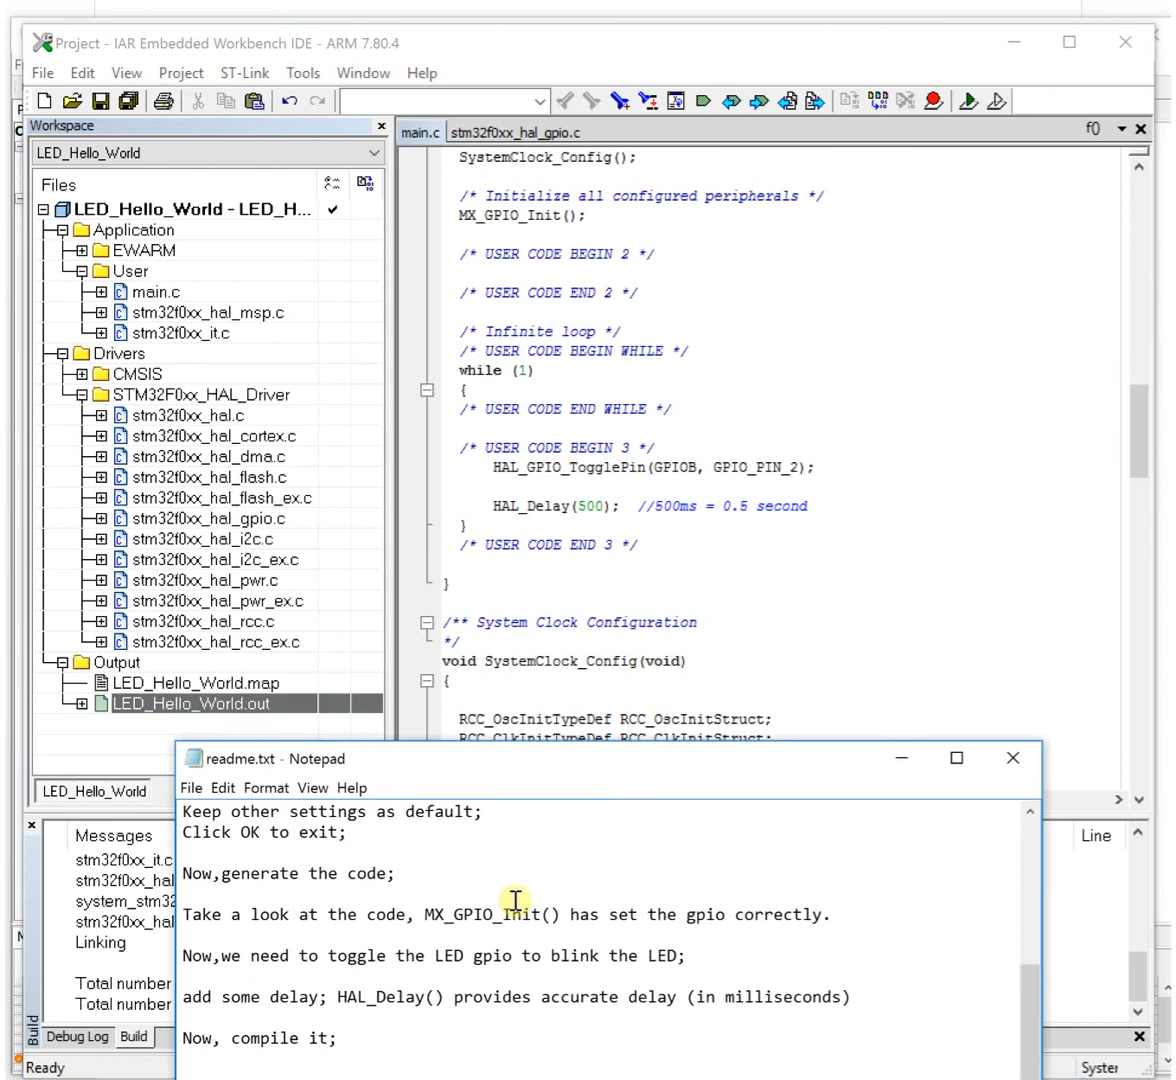 Project - IAR Embedded Workbench IDE - ARM 7.80.4
File Edit View Project ST-Link Tools Window Help
Workspace
LED_Hello_World
Files
LED_Hello_World - LED_H...
Application
EWARM
User
main.c
stm32f0xx_hal_msp.c
stm32f0xx_it.c
Drivers
CMSIS
STM32F0xx_HAL_Driver
stm32f0xx_hal.c
stm32f0xx_hal_cortex.c
stm32f0xx_hal_dma.c
stm32f0xx_hal_flash.c
stm32f0xx_hal_flash_ex.c
stm32f0xx_hal_gpio.c
stm32f0xx_hal_i2c.c
stm32f0xx_hal_i2c_ex.c
stm32f0xx_hal_pwr.c
stm32f0xx_hal_pwr_ex.c
stm32f0xx_hal_rcc.c
stm32f0xx_hal_rcc_ex.c
Output
LED_Hello_World.map
LED_Hello_World.out
LED_Hello_World
main.c stm32f0xx_hal_gpio.c f()
SystemClock_Config();
/* Initialize all configured peripherals */
MX_GPIO_Init();
/* USER CODE BEGIN 2 */
/* USER CODE END 2 */
/* Infinite loop */
/* USER CODE BEGIN WHILE */
while (1)
{
/* USER CODE END WHILE */
/* USER CODE BEGIN 3 */
HAL_GPIO_TogglePin(GPIOB, GPIO_PIN_2);
HAL_Delay(500); //500ms = 0.5 second
}
/* USER CODE END 3 */
}
/** System Clock Configuration
*/
void SystemClock_Config(void)
{
RCC_OscInitTypeDef RCC_OscInitStruct;
RCC_ClkInitTypeDef RCC_ClkInitStruct;
readme.txt - Notepad
File Edit Format View Help
Keep other settings as default;
Click OK to exit;
Now,generate the code;
Take a look at the code, MX_GPIO_Init() has set the gpio correctly.
Now,we need to toggle the LED gpio to blink the LED;
add some delay; HAL_Delay() provides accurate delay (in milliseconds)
Now, compile it;
Messages
Line
stm32f0xx_it.c
stm32f0xx_hal
system_stm32
stm32f0xx_hal
Linking
Total number
Total number
Build
Debug Log Build
Ready
System